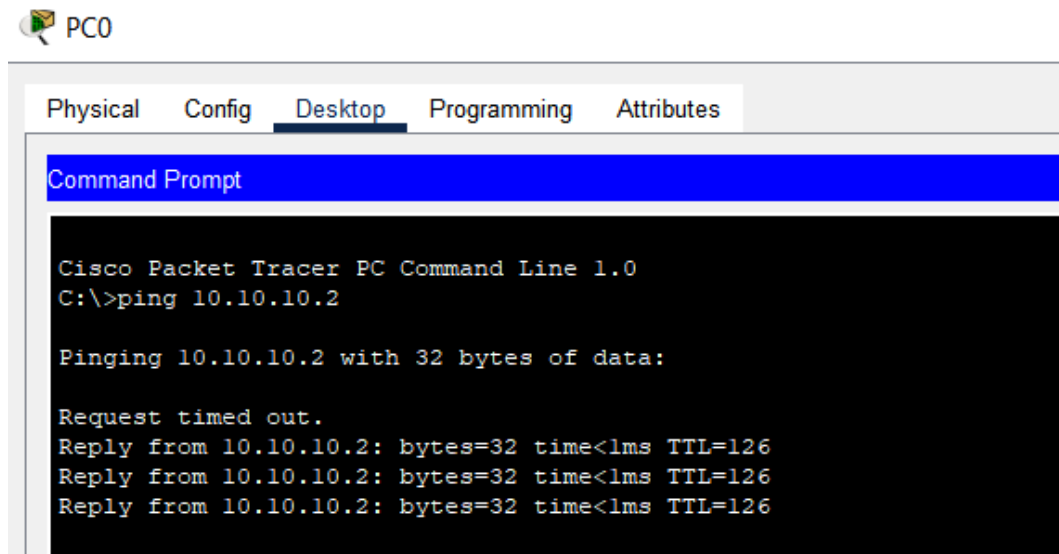 PC0
Physical Config Desktop Programming Attributes
Command Prompt
Cisco Packet Tracer PC Command Line 1.0
C:\>ping 10.10.10.2
Pinging 10.10.10.2 with 32 bytes of data:
Request timed out.
Reply from 10.10.10.2: bytes=32 time<1ms TTL=126
Reply from 10.10.10.2: bytes=32 time<1ms TTL=126
Reply from 10.10.10.2: bytes=32 time<1ms TTL=126